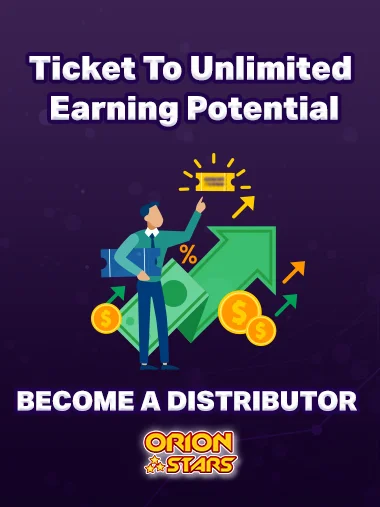 Ticket To Unlimited
Earning Potential
%
$
$
$
BECOME A DISTRIBUTOR
ORION
STARS